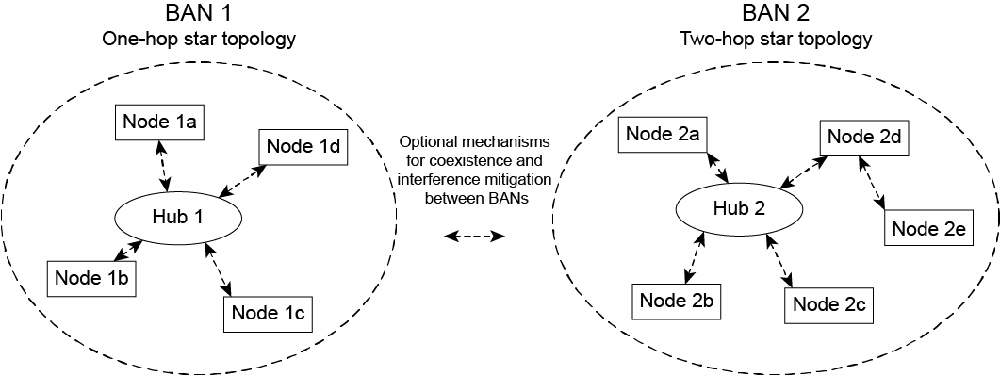 BAN 1
One-hop star topology
Node 1a
Node 1d
Hub 1
Node 1b
Node 1c
Optional mechanisms
for coexistence and
interference mitigation
between BANs
BAN 2
Two-hop star topology
Node 2a
Node 2d
Hub 2
Node 2e
Node 2b
Node 2c